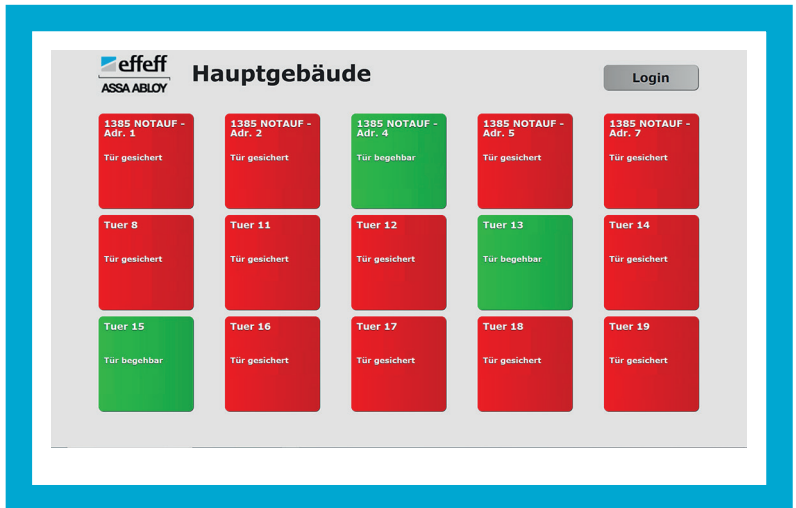 effeff
ASSA ABLOY
Hauptgebäude
Login
1385 NOTAUF -
Adr. 1
Tür gesichert
1385 NOTAUF -
Adr. 2
Tür gesichert
1385 NOTAUF -
Adr. 4
Tür begehbar
1385 NOTAUF -
Adr. 5
Tür gesichert
1385 NOTAUF -
Adr. 7
Tür gesichert
Tuer 8
Tür gesichert
Tuer 11
Tür gesichert
Tuer 12
Tür gesichert
Tuer 13
Tür begehbar
Tuer 14
Tür gesichert
Tuer 15
Tür begehbar
Tuer 16
Tür gesichert
Tuer 17
Tür gesichert
Tuer 18
Tür gesichert
Tuer 19
Tür gesichert